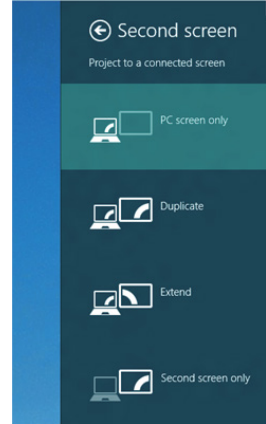 Second screen
Project to a connected screen
PC screen only
Duplicate
Extend
Second screen only